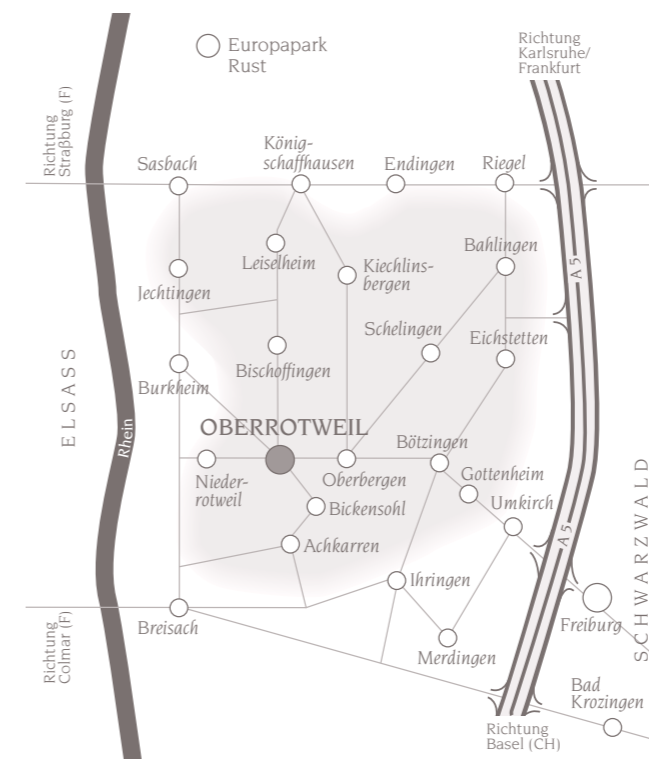 Europapark
Rust
Richtung
Karlsruhe/
Frankfurt
Richtung
Straßburg (F)
Sasbach
König-
schaffhausen
Endingen
Riegel
Bahlingen
Leiselheim
Kiechlins-
bergen
A 5
Jechtingen
Schelingen
Eichstetten
Bischoffingen
Burkheim
ELSASS
Rhein
OBERROTWEIL
Bötzingen
Nieder-
rotweil
Oberbergen
Gottenheim
Umkirch
Bickensohl
Achkarren
A 5
SCHWARZWALD
Ihringen
Freiburg
Breisach
Merdingen
Richtung
Colmar (F)
Bad
Krozingen
Richtung
Basel (CH)